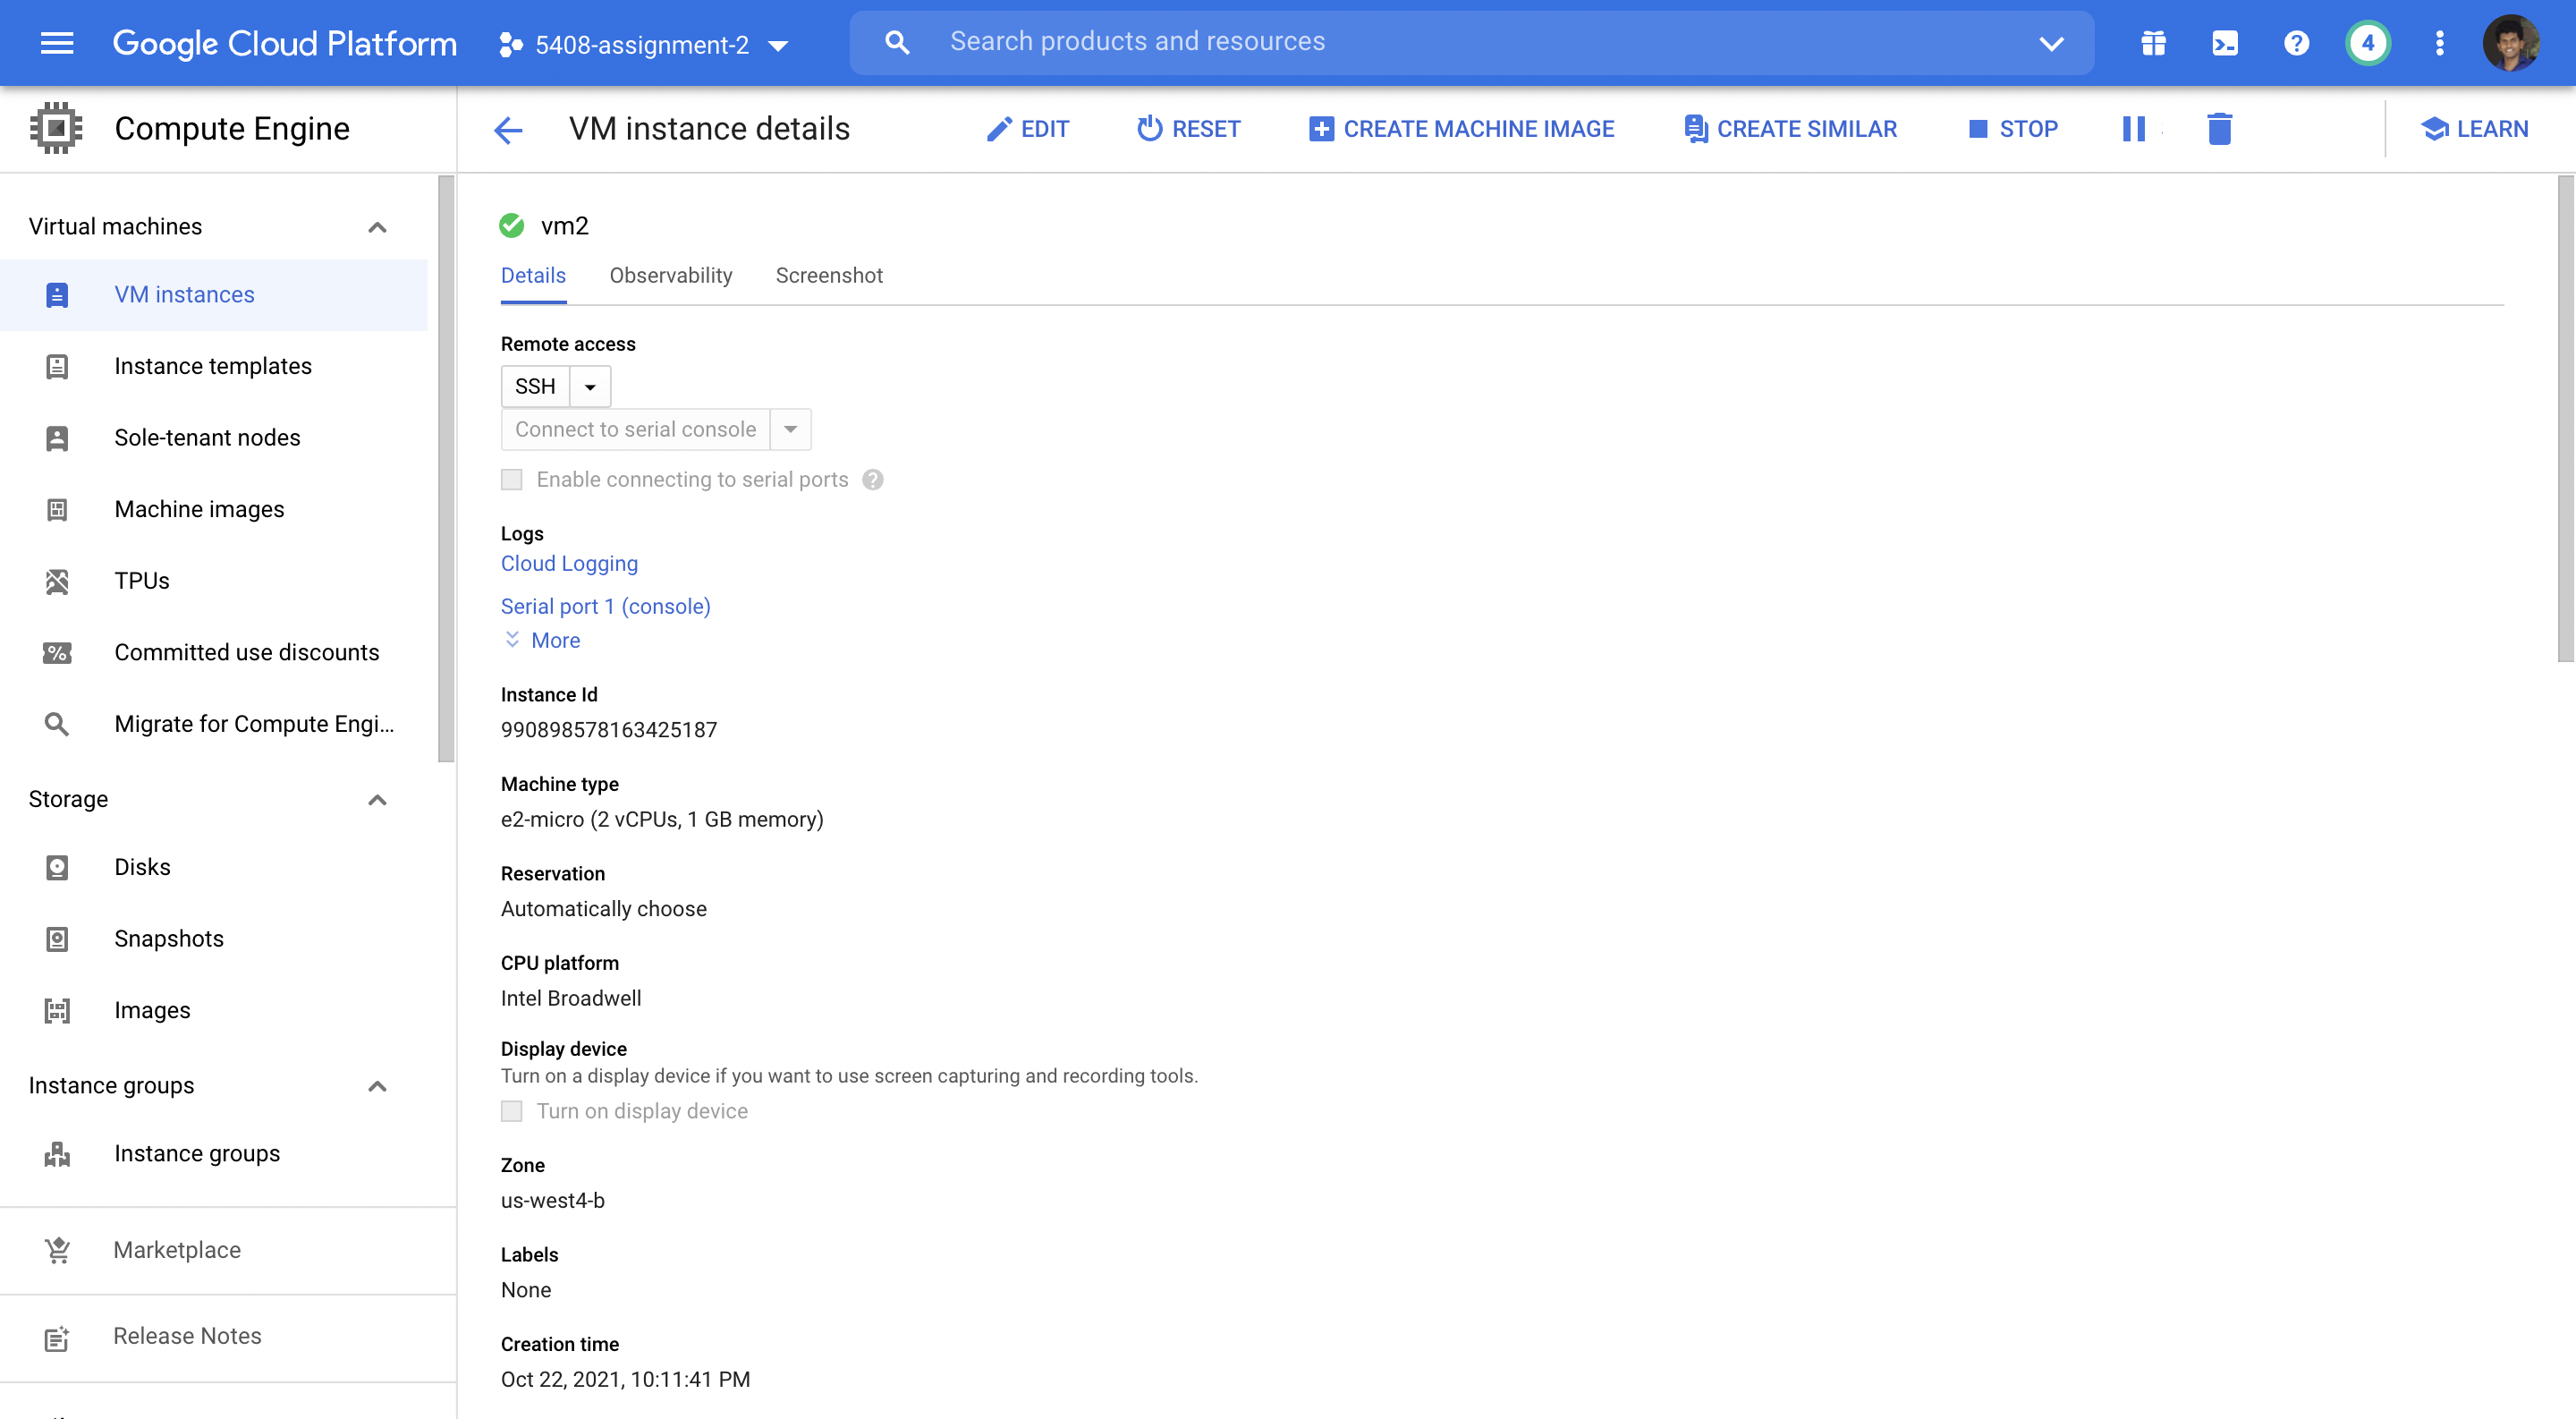 Google Cloud Platform
5408-assignment-2
Search products and resources
4
Compute Engine
VM instance details
EDIT
RESET
CREATE MACHINE IMAGE
CREATE SIMILAR
STOP
LEARN
Virtual machines
VM instances
Instance templates
Sole-tenant nodes
Machine images
TPUs
Committed use discounts
Migrate for Compute Engi...
Storage
Disks
Snapshots
Images
Instance groups
Instance groups
Marketplace
Release Notes
vm2
Details
Observability
Screenshot
Remote access
SSH
Connect to serial console
Enable connecting to serial ports
Logs
Cloud Logging
Serial port 1 (console)
More
Instance Id
990898578163425187
Machine type
e2-micro (2 vCPUs, 1 GB memory)
Reservation
Automatically choose
CPU platform
Intel Broadwell
Display device
Turn on a display device if you want to use screen capturing and recording tools.
Turn on display device
Zone
us-west4-b
Labels
None
Creation time
Oct 22, 2021, 10:11:41 PM